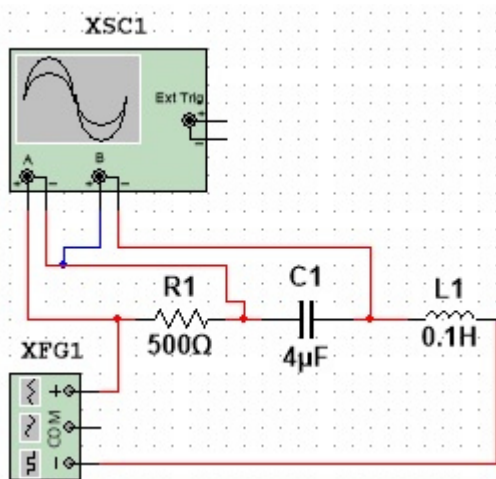 XSC1
Ext Trig
+
−
A
B
+ − + −
R1
500Ω
C1
4µF
L1
0.1H
XFG1
+
COM
−